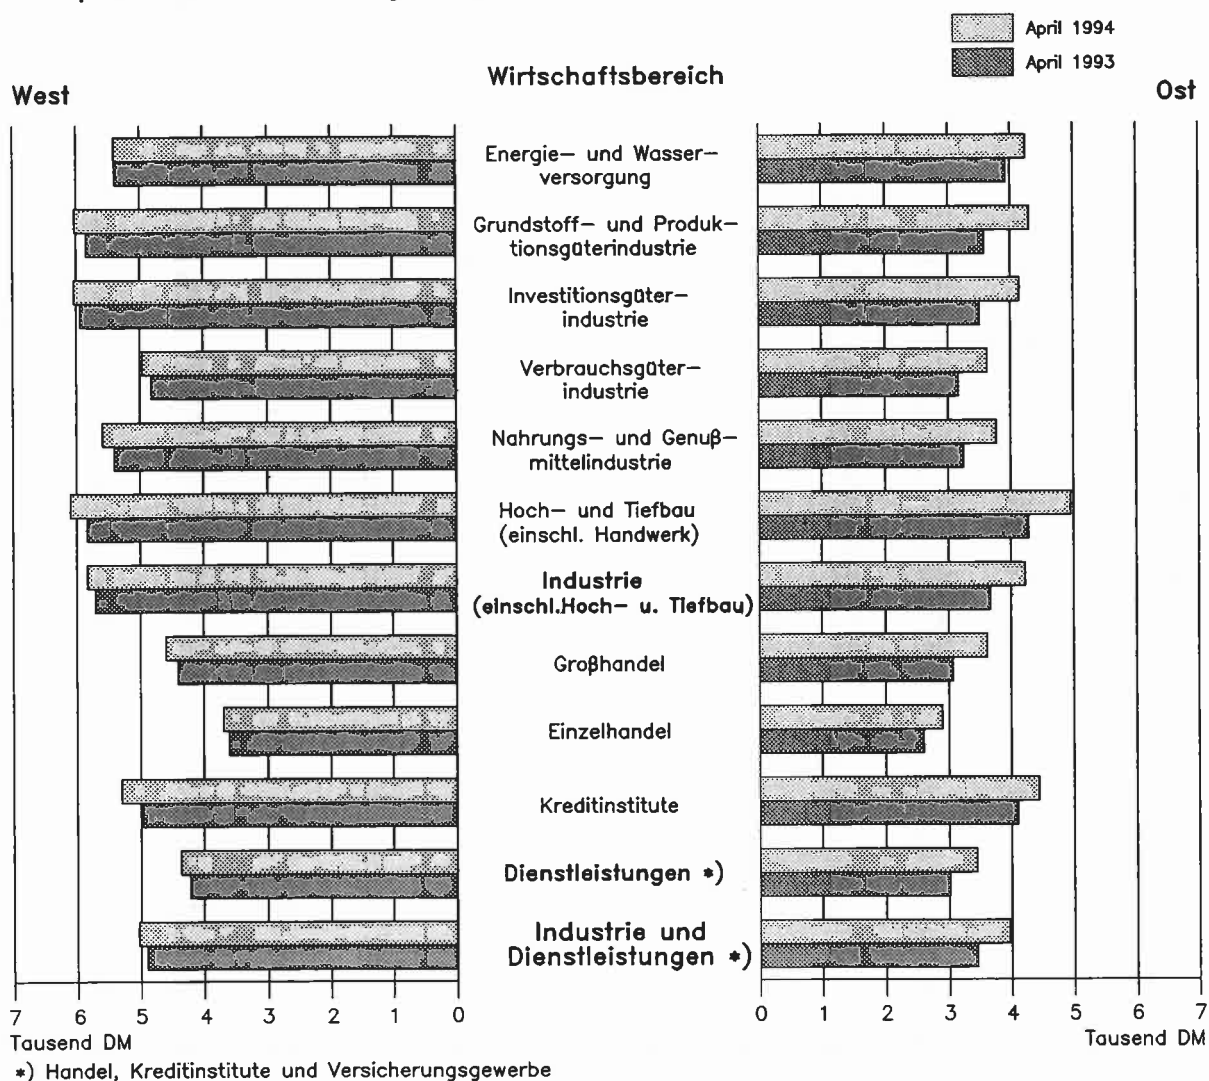 April 1994
April 1993
Wirtschaftsbereich
West
Ost
Energie– und Wasser–
versorgung
Grundstoff– und Produk–
tionsgüterindustrie
Investitionsgüter–
industrie
Verbrauchsgüter–
industrie
Nahrungs– und Genuß–
mittelindustrie
Hoch– und Tiefbau
(einschl. Handwerk)
Industrie
(einschl.Hoch– u. Tiefbau)
Großhandel
Einzelhandel
Kreditinstitute
Dienstleistungen *)
Industrie und
Dienstleistungen *)
7 6 5 4 3 2 1 0
0 1 2 3 4 5 6 7
Tausend DM
Tausend DM
*) Handel, Kreditinstitute und Versicherungsgewerbe